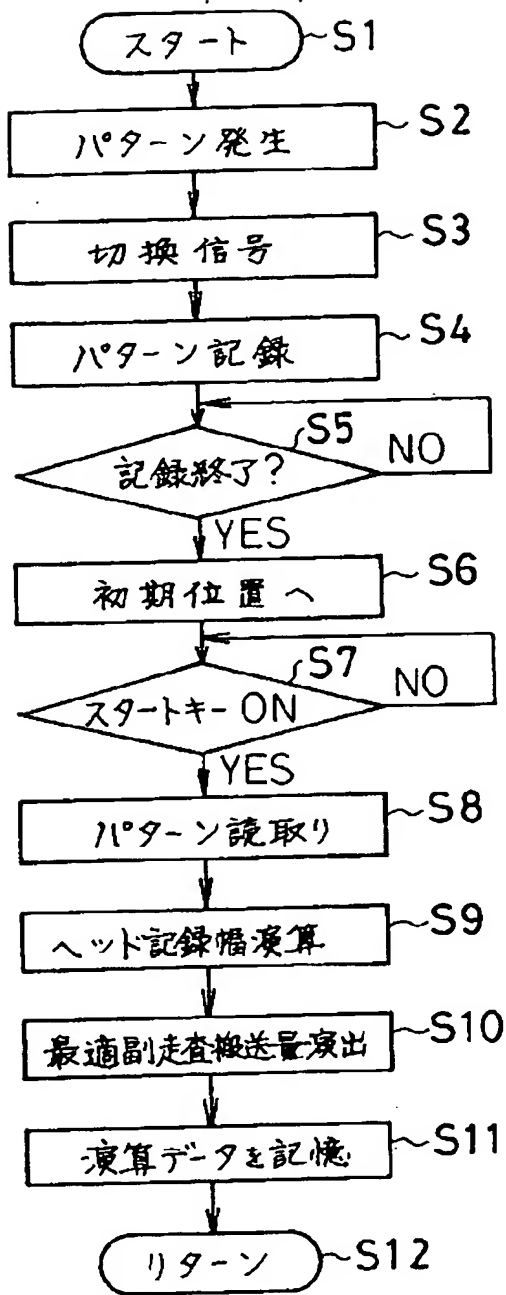 スタート S1
パターン発生 S2
切換信号 S3
パターン記録 S4
S5
記録終了? NO
YES
初期位置へ S6
S7
スタートキー ON NO
YES
パターン読取り S8
ヘッド記録幅演算 S9
最適副走査搬送量演出 S10
演算データを記憶 S11
リターン S12